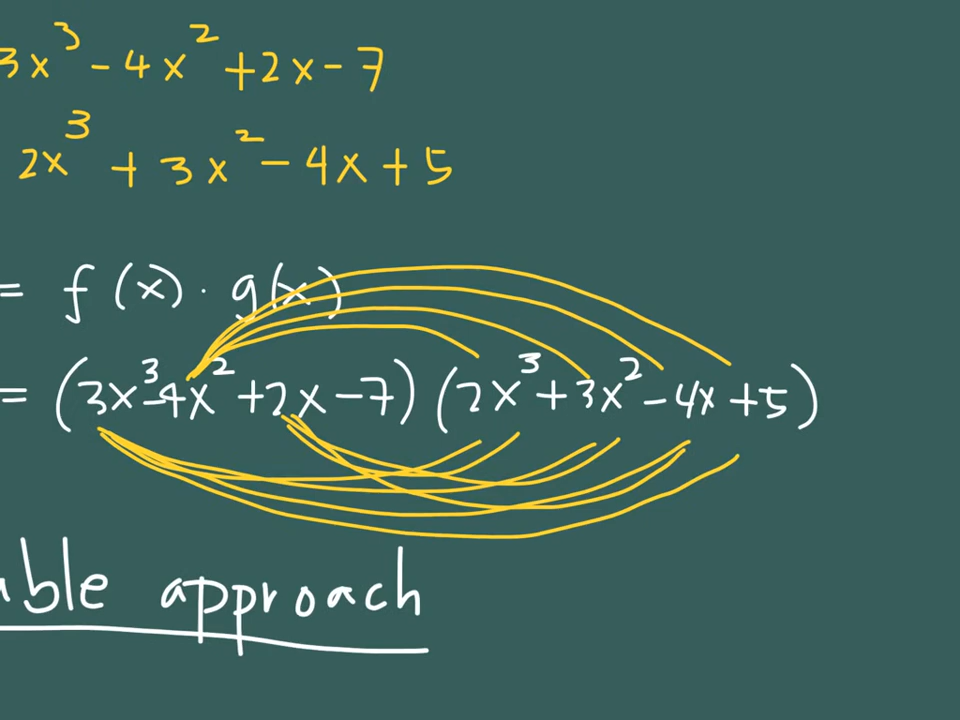 3x³ - 4x² + 2x - 7
2x³ + 3x² - 4x + 5
= f(x) · g(x)
= (3x³ - 4x² + 2x - 7)(2x³ + 3x² - 4x + 5)
able approach